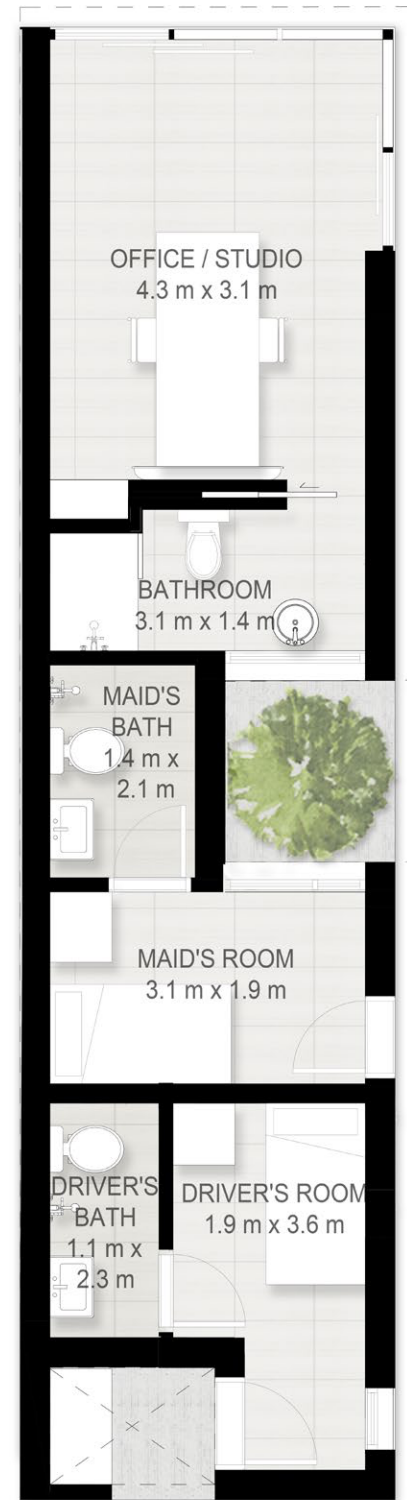 OFFICE / STUDIO
4.3 m x 3.1 m
BATHROOM
3.1 m x 1.4 m
MAID'S
BATH
1.4 m x
2.1 m
MAID'S ROOM
3.1 m x 1.9 m
DRIVER'S
BATH
1.1 m x
2.3 m
DRIVER'S ROOM
1.9 m x 3.6 m